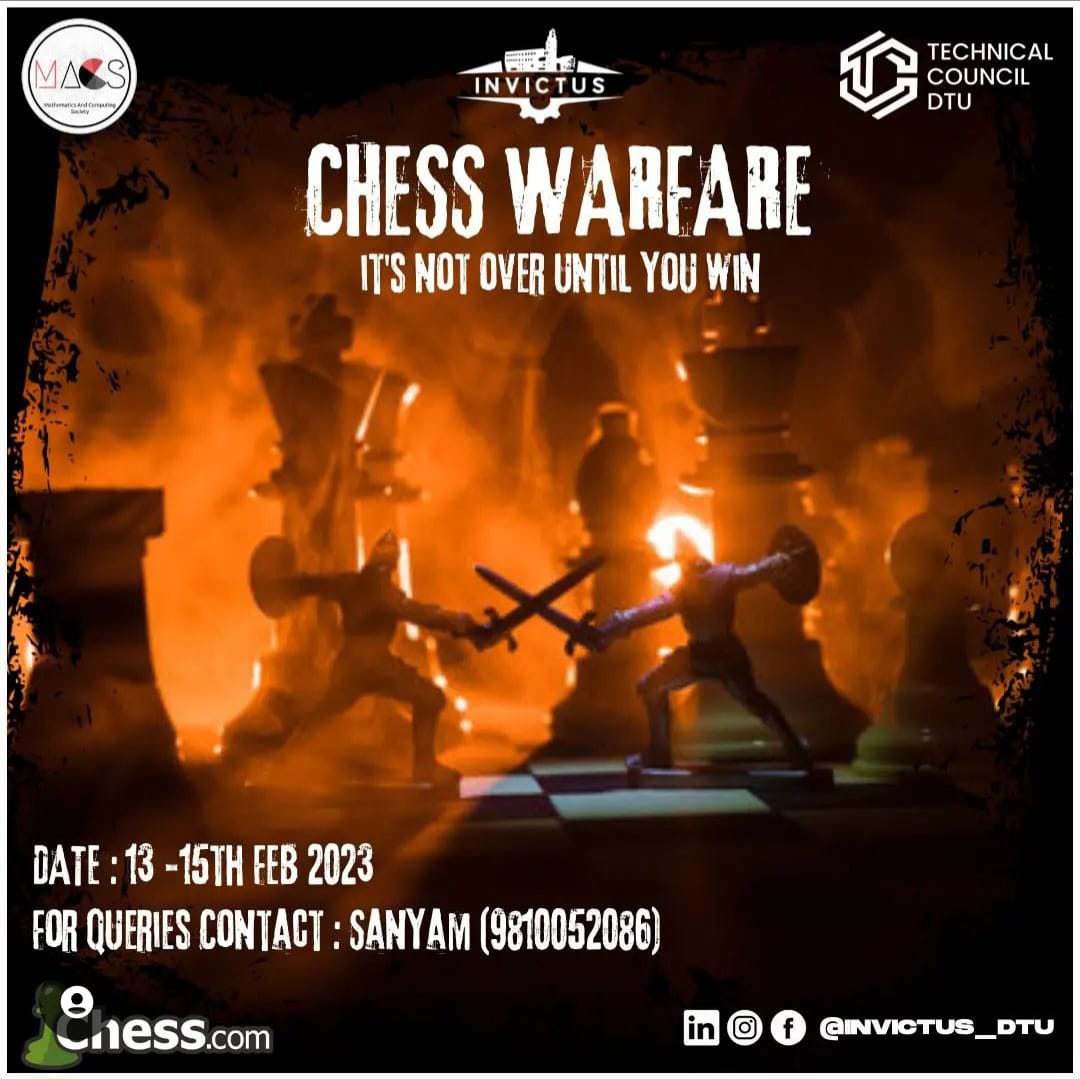 MACS
Mathematics And Computing
Society
INVICTUS
TECHNICAL
COUNCIL
DTU
CHESS WARFARE
IT'S NOT OVER UNTIL YOU WIN
DATE : 13 -15TH FEB 2023
FOR QUERIES CONTACT : SANYAM (9810052086)
Chess.com
in f @INVICTUS_DTU